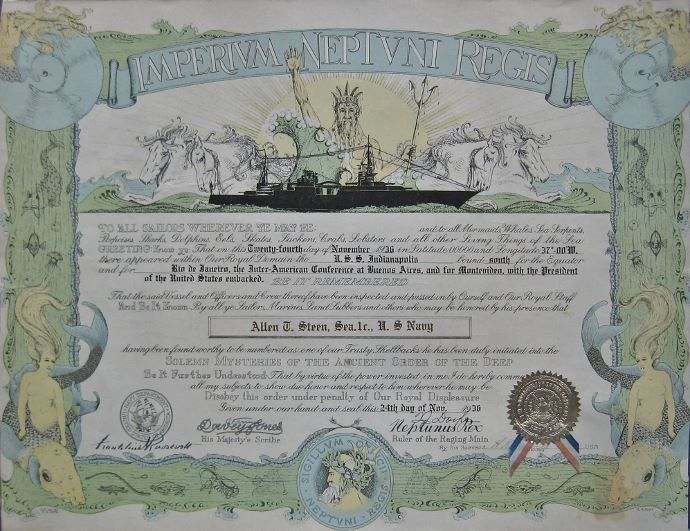 IMPERIVM NEPTVNI REGIS
TO ALL SAILORS WHEREVER WE MAY BE: and to all Mermaids, Whales, Sea Serpents,
Porpoises, Sharks, Dolphins, Eels, Skates, Suckers, Crabs, Lobsters and all other Living Things of the Sea
GREETING: Know ye: That on this Twenty-fourth day of November 1936 in Latitude 00000 and Longitude 37-00 W.
there appeared within Our Royal Domain the U. S. S. Indianapolis bound south for the Equator
and for Rio de Janeiro, the Inter-American Conference at Buenos Aires, and for Montevideo, with the President
of the United States embarked.
BE IT REMEMBERED
That the said Vessel and Officers and Crew thereof have been inspected and passed on by Ourself and Our Royal Staff
And Be It Known: By all ye Sailors, Marines, Land Lubbers and others who may be honored by his presence that
Allen T. Steen, Sea.1c., U. S Navy
having been found worthy to be numbered as one of our Trusty Shellbacks he has been duly initiated into the
SOLEMN MYSTERIES OF THE ANCIENT ORDER OF THE DEEP
Be It Further Understood: That by virtue of the power invested in me I do hereby command
all my subjects to show due honor and respect to him wherever he may be
Disobey this order under penalty of Our Royal Displeasure
Given under our hand and seal this 24th day of Nov. 1936
Davey Jones
His Majesty's Scribe
Neptunus Rex
Ruler of the Raging Main
Franklin D Roosevelt
SIGILLVM MAGNI NEPTVNI REGIS